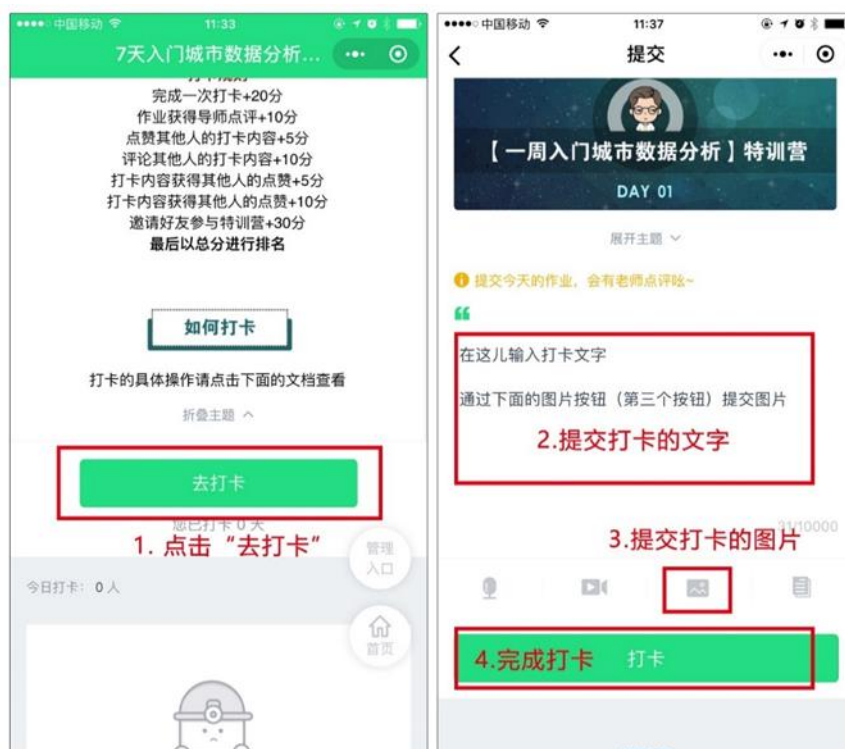 中国移动 11:33
7天入门城市数据分析...
打卡规则
完成一次打卡+20分
作业获得导师点评+10分
点赞其他人的打卡内容+5分
评论其他人的打卡内容+10分
打卡内容获得其他人的点赞+5分
打卡内容获得其他人的点赞+10分
邀请好友参与特训营+30分
最后以总分进行排名
如何打卡
打卡的具体操作请点击下面的文档查看
折叠主题
去打卡
您已打卡 0 天
1. 点击“去打卡”
管理
入口
今日打卡: 0 人
首页
中国移动 11:37
提交
【一周入门城市数据分析】特训营
DAY 01
展开主题
提交今天的作业，会有老师点评哒~
在这儿输入打卡文字
通过下面的图片按钮（第三个按钮）提交图片
2.提交打卡的文字
31/10000
3.提交打卡的图片
4.完成打卡 打卡